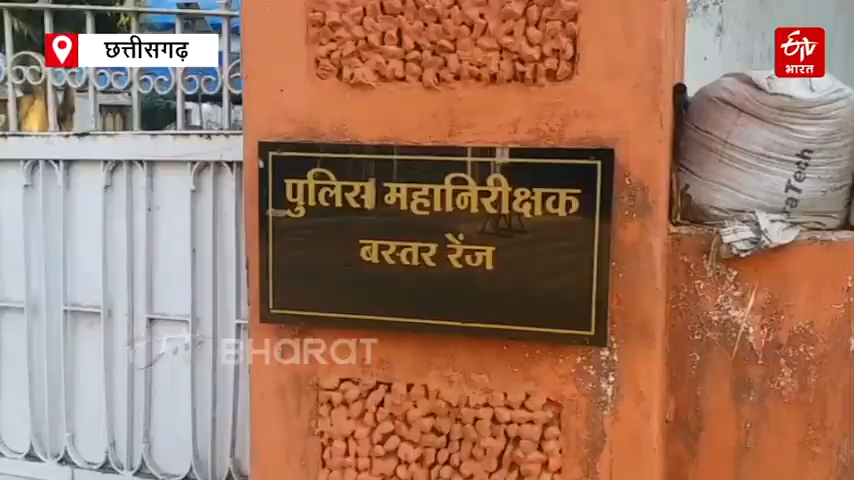 छत्तीसगढ़
ETV
भारत
पुलिस महानिरीक्षक
बस्तर रेंज
BHARAT